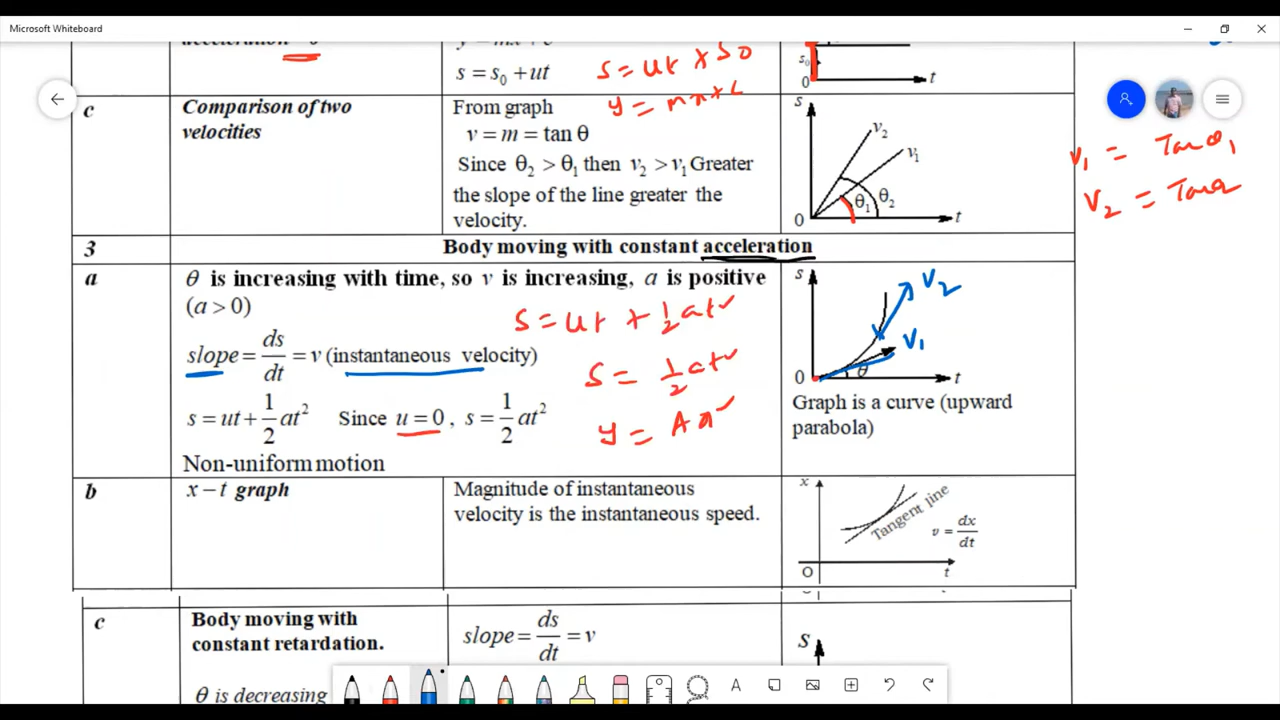 Microsoft Whiteboard
s = s₀ + ut
s = ut + s0
y = mx + c
s₀
0
t
c
Comparison of two velocities
From graph
v = m = tan θ
Since θ₂ > θ₁ then v₂ > v₁ Greater
the slope of the line greater the
velocity.
s
v₂
v₁
θ₁
θ₂
0
t
v₁ = Tanθ₁
v₂ = Tan
3
Body moving with constant acceleration
a
θ is increasing with time, so v is increasing, a is positive
(a > 0)
slope = ds/dt = v (instantaneous velocity)
s = ut + 1/2 at²   Since u = 0, s = 1/2 at²
Non-uniform motion
s = ut + 1/2 at²
s = 1/2 at²
y = Ax²
s
V₂
V₁
θ
0
t
Graph is a curve (upward
parabola)
b
x – t graph
Magnitude of instantaneous
velocity is the instantaneous speed.
x
Tangent line
v = dx/dt
O
t
c
Body moving with
constant retardation.
θ is decreasing
slope = ds/dt = v
S
A